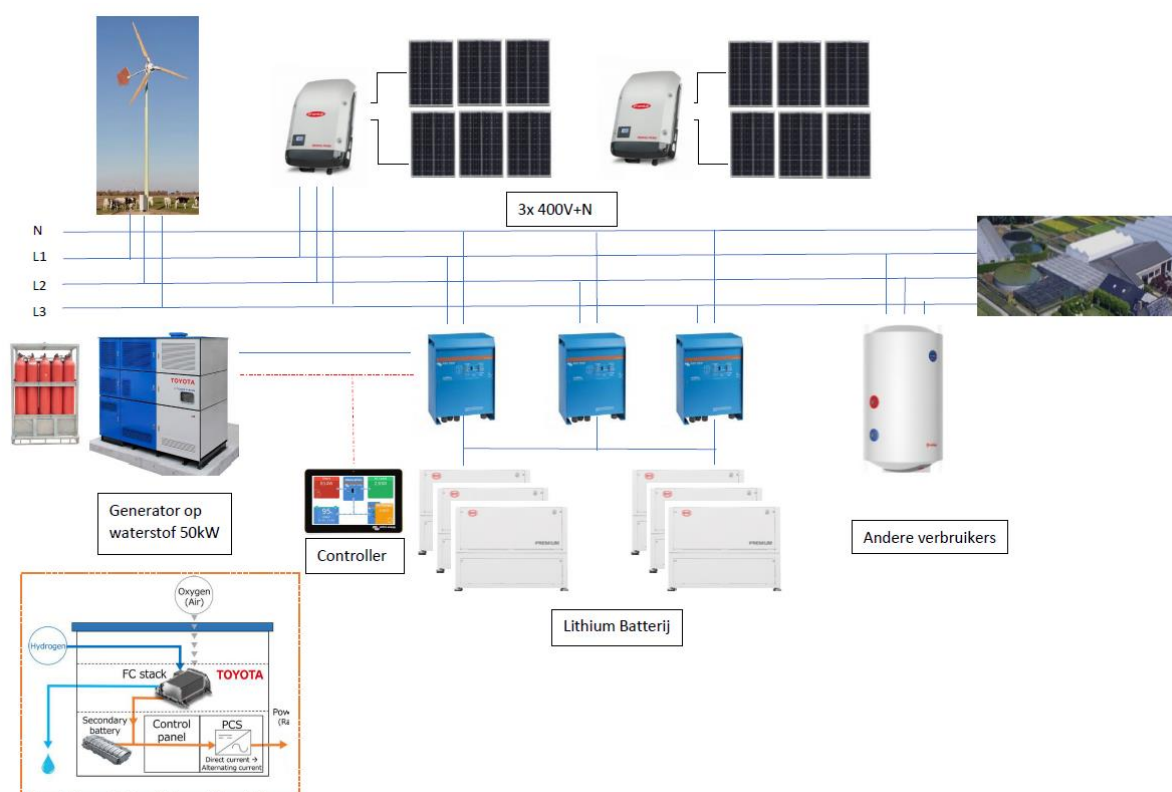 3x 400V+N
N
L1
L2
L3
TOYOTA
Generator op
waterstof 50kW
Controller
Lithium Batterij
Andere verbruikers
Oxygen
(Air)
Hydrogen
FC stack
TOYOTA
Secondary
battery
Control
panel
PCS
Direct current →
Alternating current